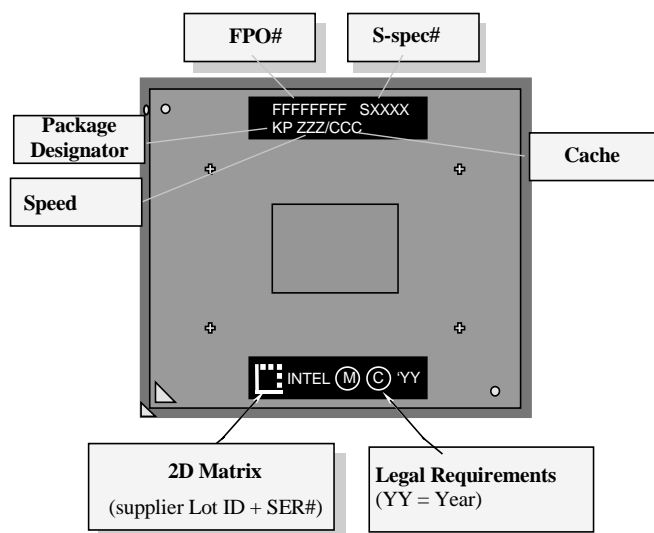 FPO#
S-spec#
FFFFFFFF SXXXX
KP ZZZ/CCC
Package
Designator
Cache
Speed
INTEL M C 'YY
2D Matrix
(supplier Lot ID + SER#)
Legal Requirements
(YY = Year)